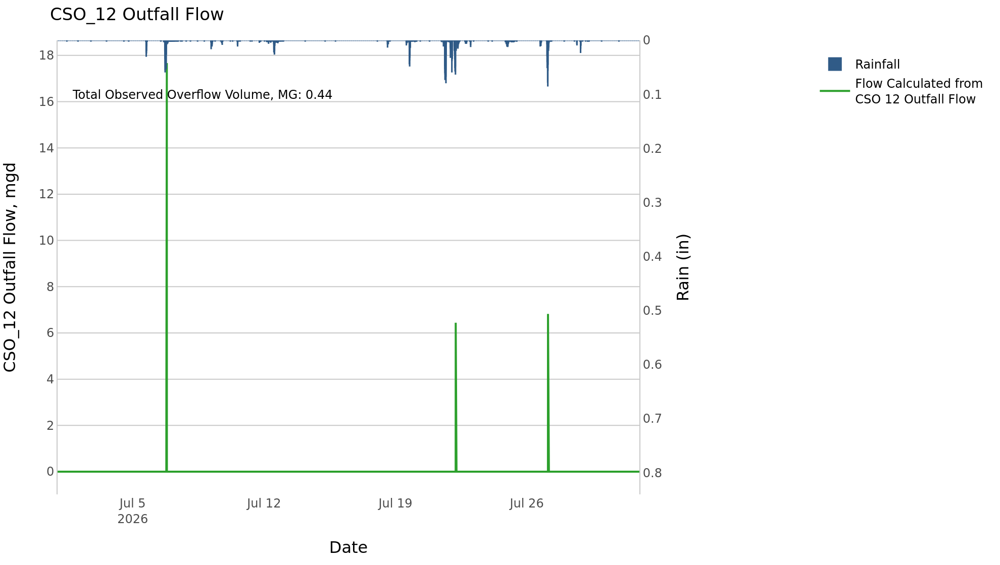 CSO_12 Outfall Flow
Total Observed Overflow Volume, MG: 0.44
CSO_12 Outfall Flow, mgd
18
16
14
12
10
8
6
4
2
0
0
0.1
0.2
0.3
0.4
0.5
0.6
0.7
0.8
Rain (in)
Jul 5
2026
Jul 12
Jul 19
Jul 26
Date
Rainfall
Flow Calculated from
CSO 12 Outfall Flow